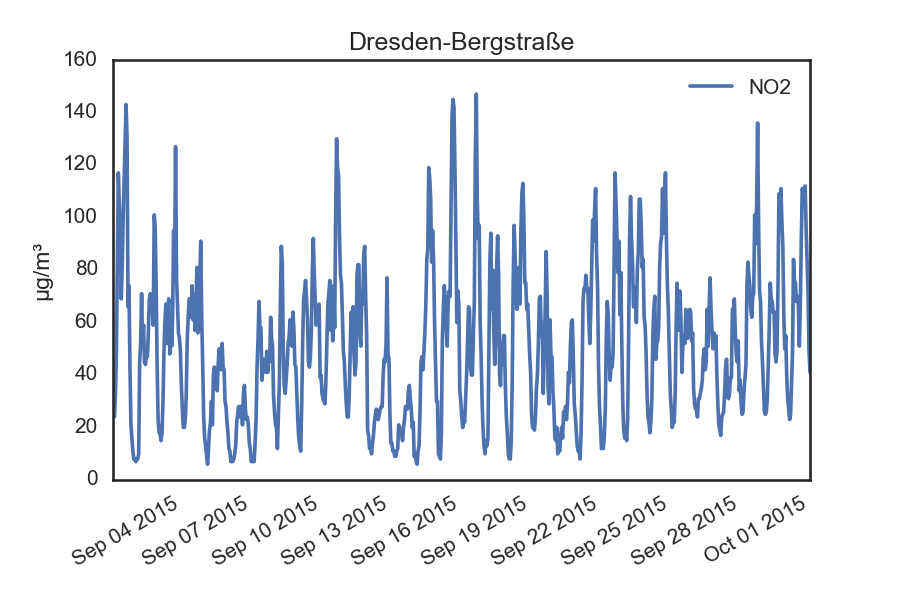 Dresden-Bergstraße
160
140
120
100
80
60
40
20
0
µg/m³
NO2
Sep 04 2015
Sep 07 2015
Sep 10 2015
Sep 13 2015
Sep 16 2015
Sep 19 2015
Sep 22 2015
Sep 25 2015
Sep 28 2015
Oct 01 2015